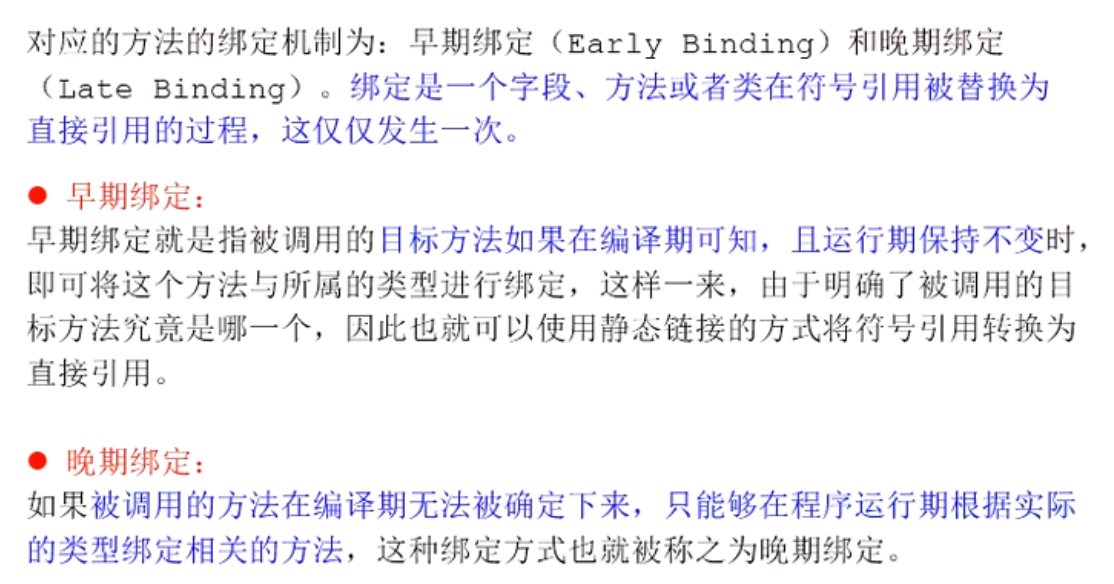 对应的方法的绑定机制为：早期绑定（Early Binding）和晚期绑定
（Late Binding）。绑定是一个字段、方法或者类在符号引用被替换为
直接引用的过程，这仅仅发生一次。
● 早期绑定：
早期绑定就是指被调用的目标方法如果在编译期可知，且运行期保持不变时，
即可将这个方法与所属的类型进行绑定，这样一来，由于明确了被调用的目
标方法究竟是哪一个，因此也就可以使用静态链接的方式将符号引用转换为
直接引用。
● 晚期绑定：
如果被调用的方法在编译期无法被确定下来，只能够在程序运行期根据实际
的类型绑定相关的方法，这种绑定方式也就被称之为晚期绑定。